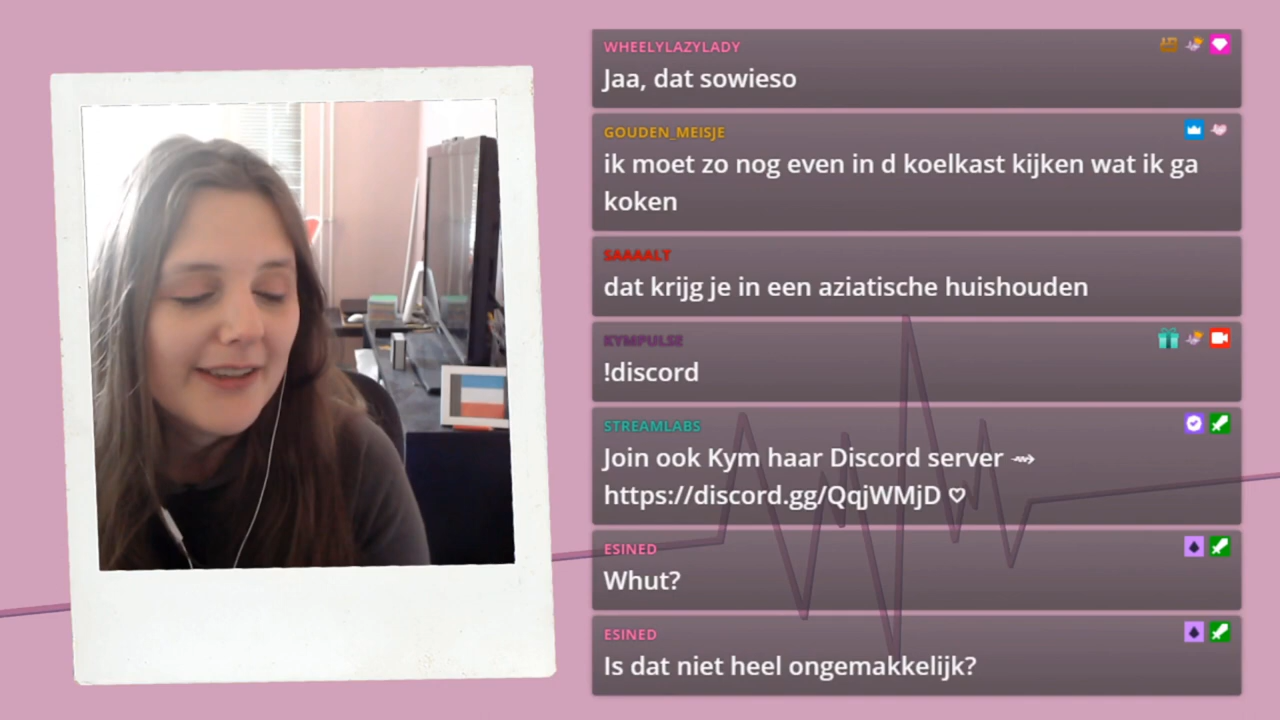 WHEELYLAZYLADY
Jaa, dat sowieso
GOUDEN_MEISJE
ik moet zo nog even in d koelkast kijken wat ik ga
koken
SAAAALT
dat krijg je in een aziatische huishouden
KYMPULSE
!discord
STREAMLABS
Join ook Kym haar Discord server ⇝
https://discord.gg/QqjWMjD ♡
ESINED
Whut?
ESINED
Is dat niet heel ongemakkelijk?